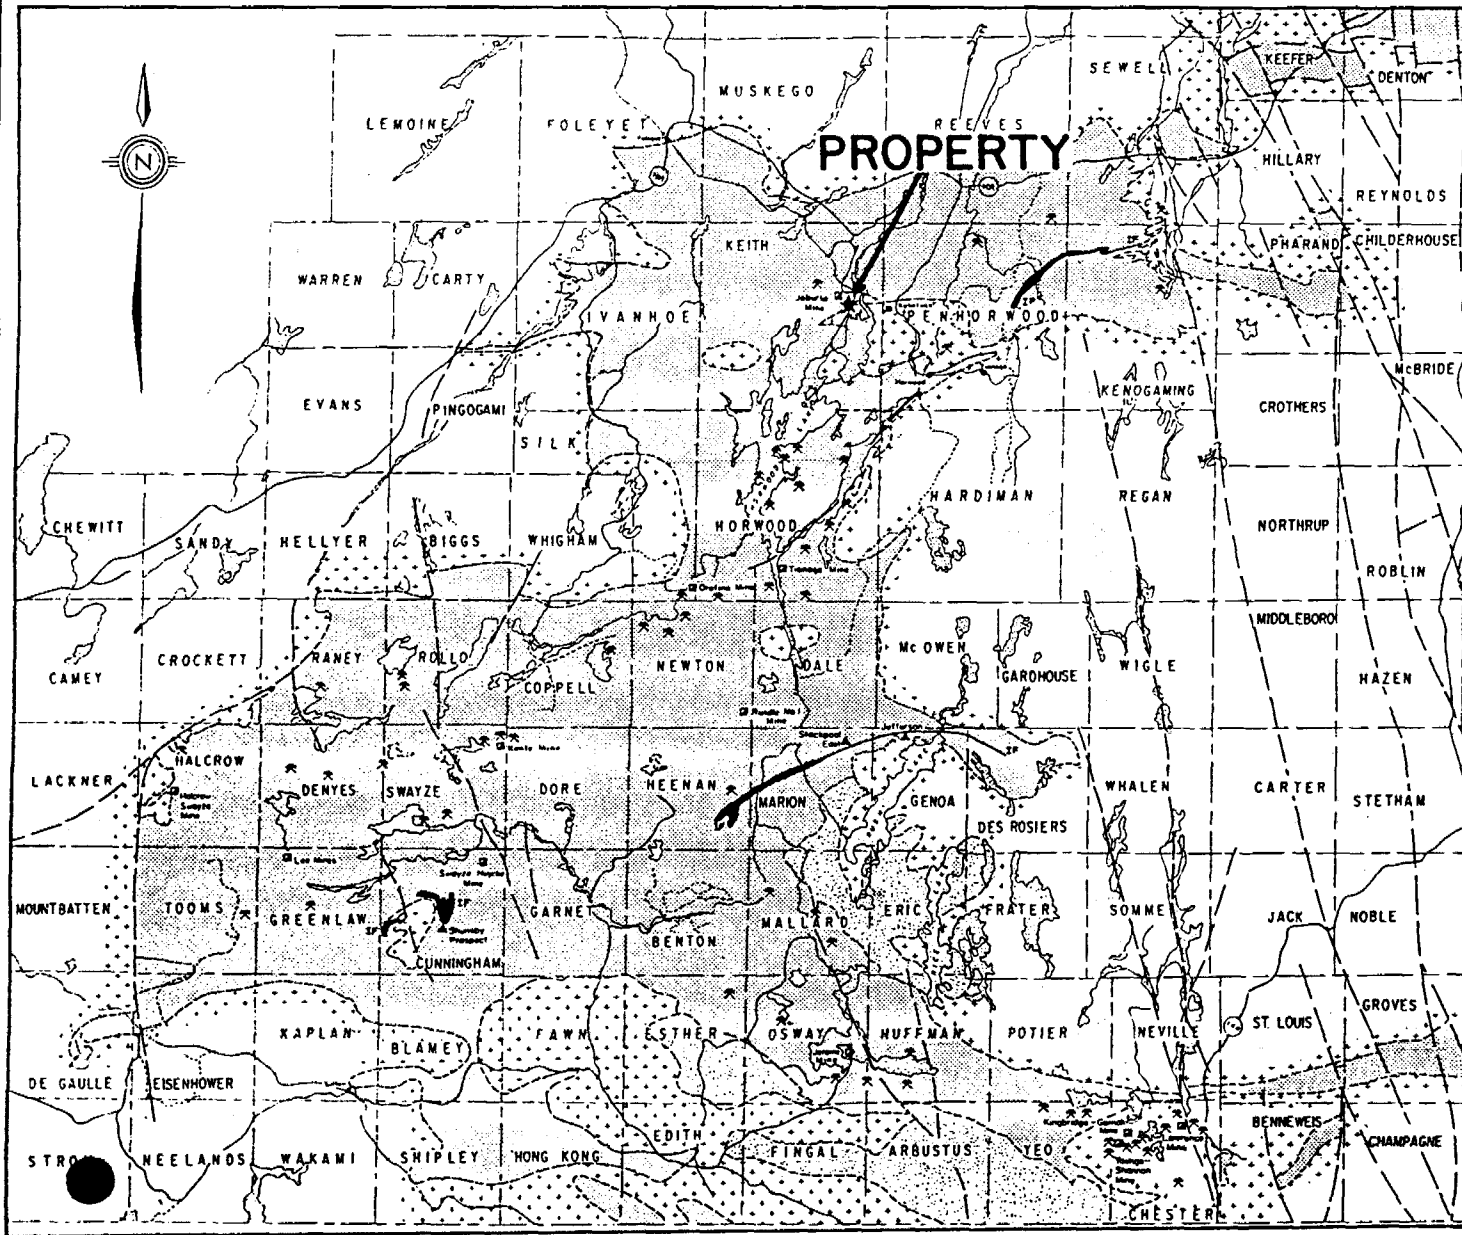 KEEFER
SEWELL
DENTON
MUSKEGO
LEMOINE
FOLEYET
REEVES
PROPERTY
N
HILLARY
REYNOLDS
KEITH
PHARAND
CHILDERHOUSE
WARREN
CARTY
IVANHOE
PENHORWOOD
McBRIDE
KENOGAMING
EVANS
PINGOGAMI
CROTHERS
SILK
HARDIMAN
REGAN
CHEWITT
HORWOOD
NORTHRUP
SANDY
HELLYER
BIGGS
WHIGHAM
ROBLIN
MIDDLEBORO
Mc OWEN
CROCKETT
RANEY
ROLLO
NEWTON
DALE
WIGLE
CAMEY
COPPELL
GAROHOUSE
HAZEN
Jefferson
HALCROW
LACKNER
DENYES
SWAYZE
DORE
HEENAN
MARION
GENOA
WHALEN
CARTER
STETHAM
DES ROSIERS
MOUNTBATTEN
TOOMS
GREENLAW
GARNET
MALLARD
ERIC
FRATER
SOMME
JACK
NOBLE
BENTON
CUNNINGHAM
GROVES
KAPLAN
BLAMEY
FAWN
ESTHER
OSWAY
HUFFMAN
POTIER
NEVILLE
ST. LOUIS
DE GAULLE
EISENHOWER
BENNEWEIS
EDITH
CHAMPAGNE
STRO
NEELANDS
WAKAMI
SHIPLEY
HONG KONG
FINGAL
ARBUSTUS
YEO
CHESTER